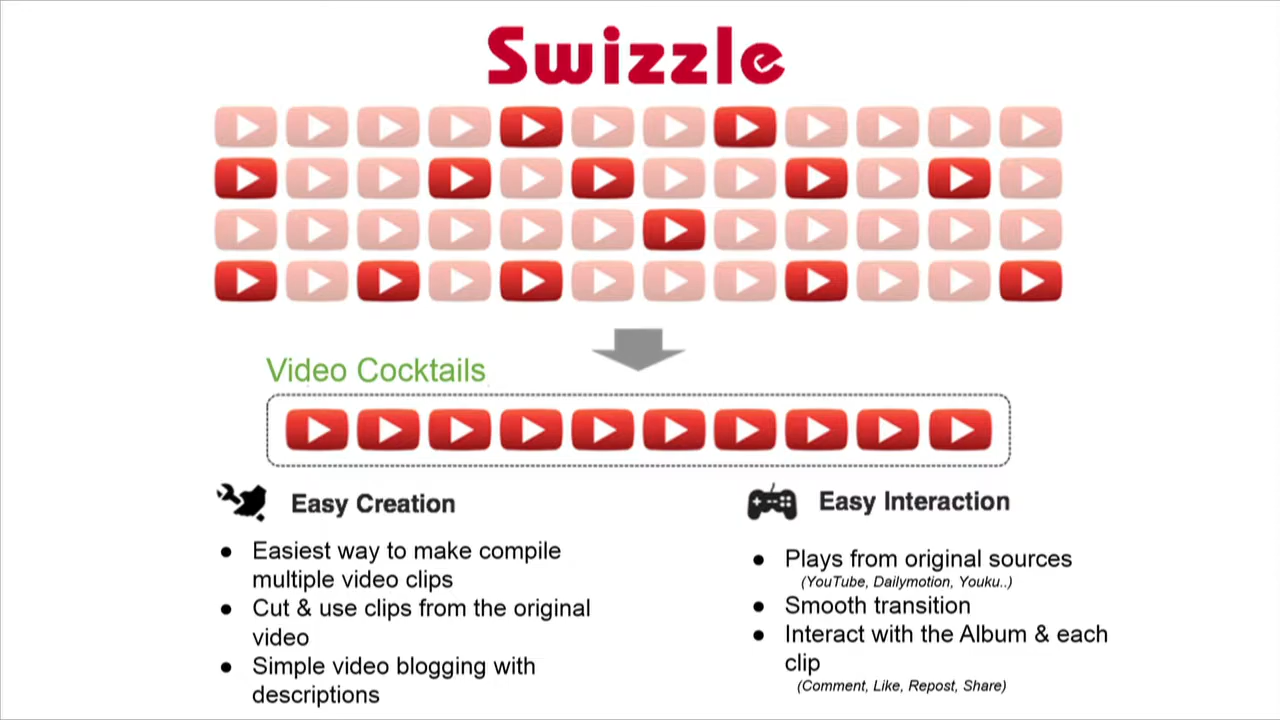 Swizzle
Video Cocktails
Easy Creation
● Easiest way to make compile
multiple video clips
● Cut & use clips from the original
video
● Simple video blogging with
descriptions
Easy Interaction
● Plays from original sources
(YouTube, Dailymotion, Youku..)
● Smooth transition
● Interact with the Album & each
clip
(Comment, Like, Repost, Share)